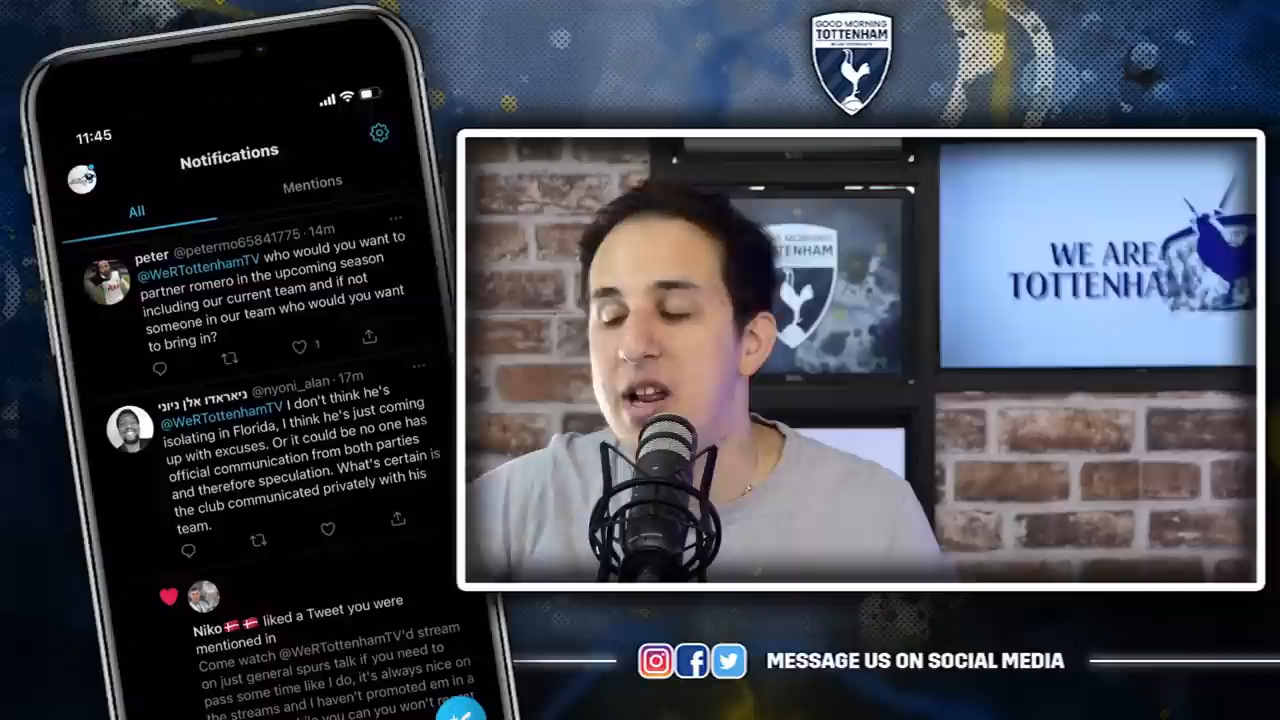 GOOD MORNING
TOTTENHAM
11:45
Notifications
All
Mentions
peter @petermo65841775 · 14m
@WeRTottenhamTV who would you want to
partner romero in the upcoming season
including our current team and if not
someone in our team who would you want
to bring in?
1
ניאראדו אלן ניוני @nyoni_alan · 17m
@WeRTottenhamTV I don't think he's
isolating in Florida, I think he's just coming
up with excuses. Or it could be no one has
official communication from both parties
and therefore speculation. What's certain is
the club communicated privately with his
team.
Niko🇩🇰🇩🇰 liked a Tweet you were
mentioned in
Come watch @WeRTottenhamTV'd stream
on just general spurs talk if you need to
pass some time like I do, it's always nice on
the streams and I haven't promoted em in a
you can you won't
TENHAM
WE ARE
TOTTENHA
MESSAGE US ON SOCIAL MEDIA